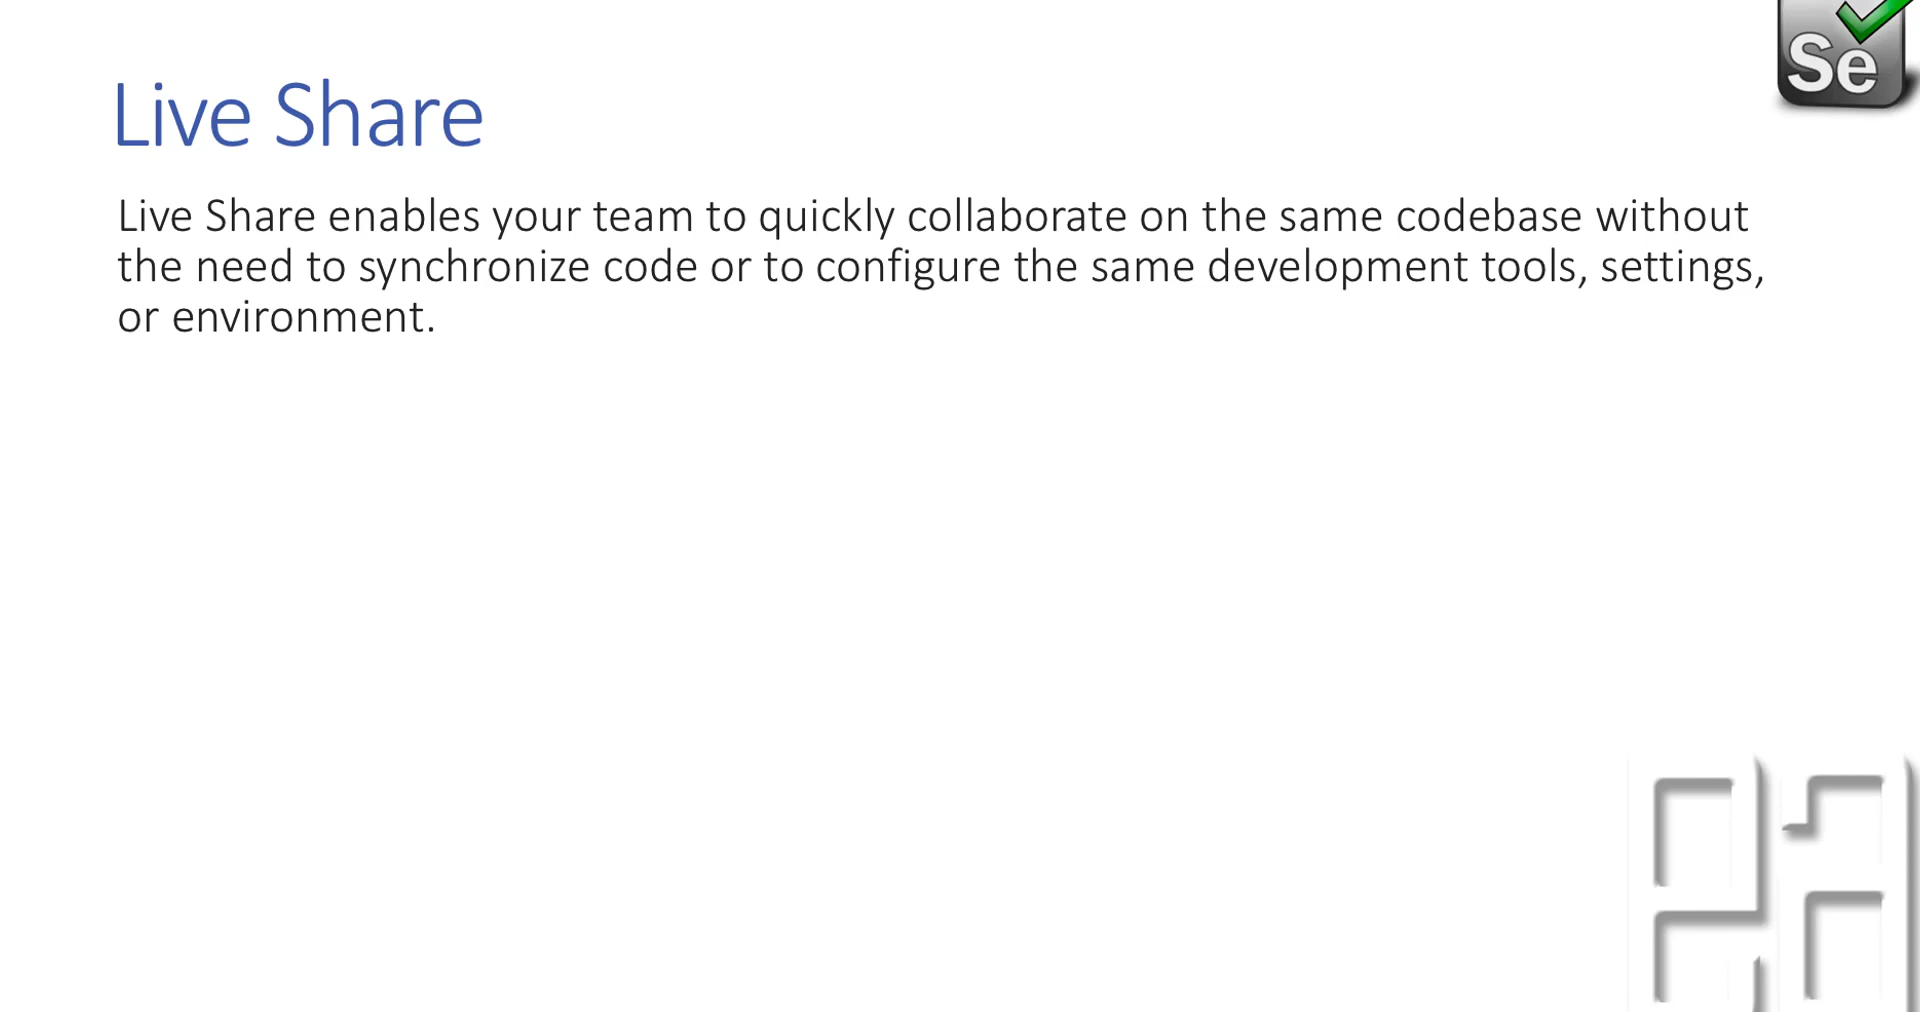 Se
Live Share
Live Share enables your team to quickly collaborate on the same codebase without
the need to synchronize code or to configure the same development tools, settings,
or environment.